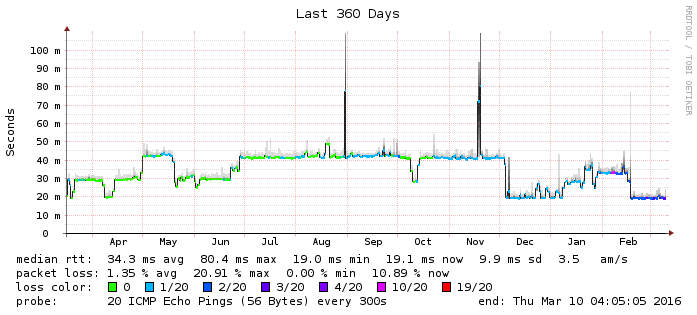 Last 360 Days
RRDTOOL / TOBI OETIKER
Seconds
100 m
90 m
80 m
70 m
60 m
50 m
40 m
30 m
20 m
10 m
0
Apr May Jun Jul Aug Sep Oct Nov Dec Jan Feb
median rtt: 34.3 ms avg 80.4 ms max 19.0 ms min 19.1 ms now 9.9 ms sd 3.5 am/s
packet loss: 1.35 % avg 20.91 % max 0.00 % min 10.89 % now
loss color: 0 1/20 2/20 3/20 4/20 10/20 19/20
probe: 20 ICMP Echo Pings (56 Bytes) every 300s end: Thu Mar 10 04:05:05 2016